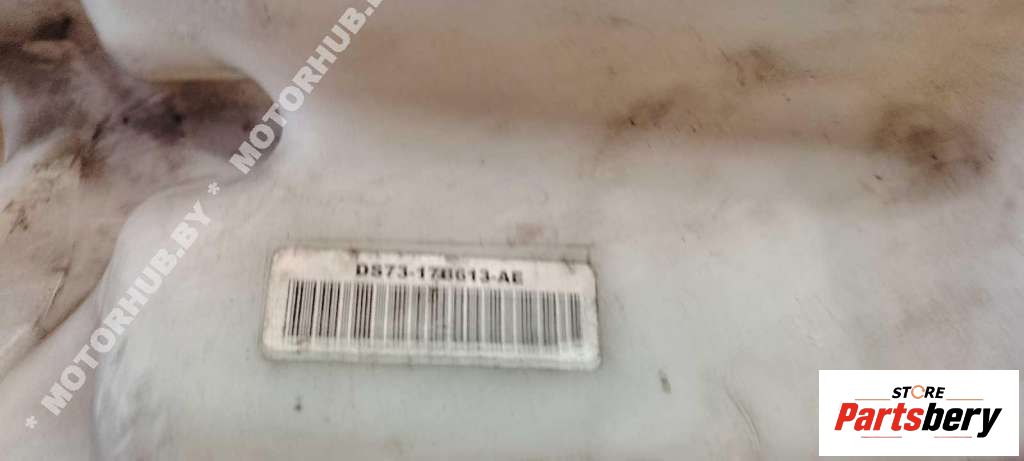 * MOTORHUB.BY * MOTORHUB.BY
DS73-17B613-AE
STORE
Partsbery